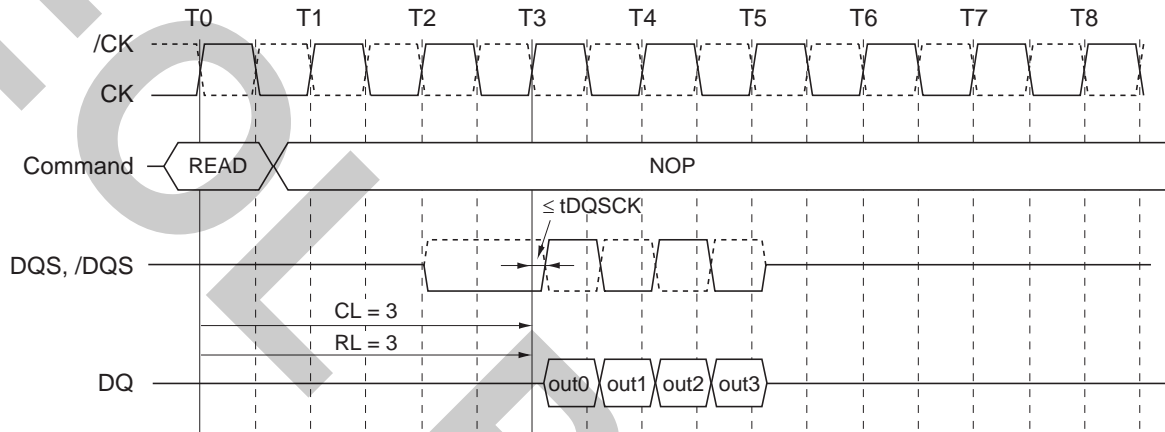 T0 T1 T2 T3 T4 T5 T6 T7 T8
/CK
CK
Command READ NOP
≤ tDQSCK
DQS, /DQS
CL = 3
RL = 3
DQ out0 out1 out2 out3